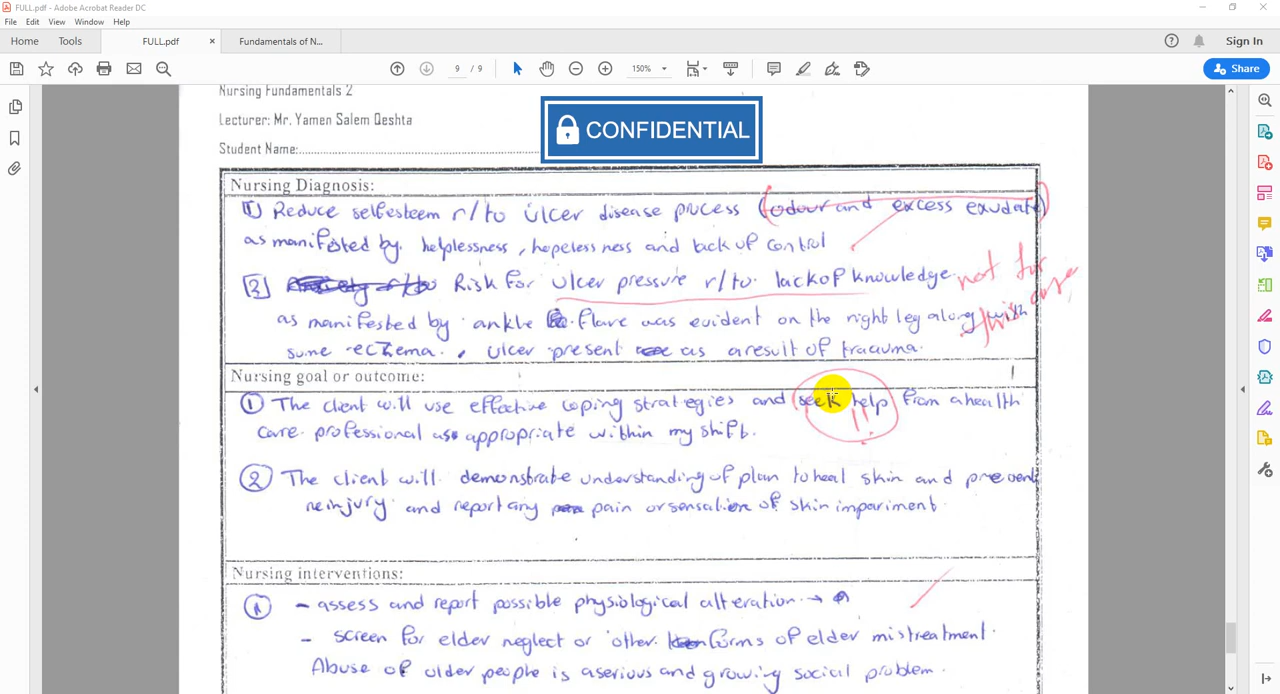 FULL.pdf - Adobe Acrobat Reader DC
File Edit View Window Help
Home Tools FULL.pdf × Fundamentals of N...
Sign In
9 / 9 150% Share
Nursing Fundamentals 2
CONFIDENTIAL
Lecturer: Mr. Yamen Salem Qeshta
Student Name:
Nursing Diagnosis:
① Reduce selfesteem r/to ulcer disease process (odour and excess exudate)
as manifested by. helplessness, hopelessness and lack of control
[2] Risk for Ulcer pressure r/to lack of knowledge. not for
this case
as manifested by ankle flare was evident on the right leg along with
some eczhema. Ulcer present as a result of tracuma.
Nursing goal or outcome:
① The client will use effective coping strategies and seek help from a health
!!
care professional as appropriate within my shift.
② The client will demonstrate understanding of plan to heal skin and prevent
reinjury and report any pain or sensation of skin impariment
Nursing interventions:
① - assess and report possible physiological alteration →
- screen for elder neglect or other forms of elder mistreatment.
Abuse of older people is a serious and growing social problem.